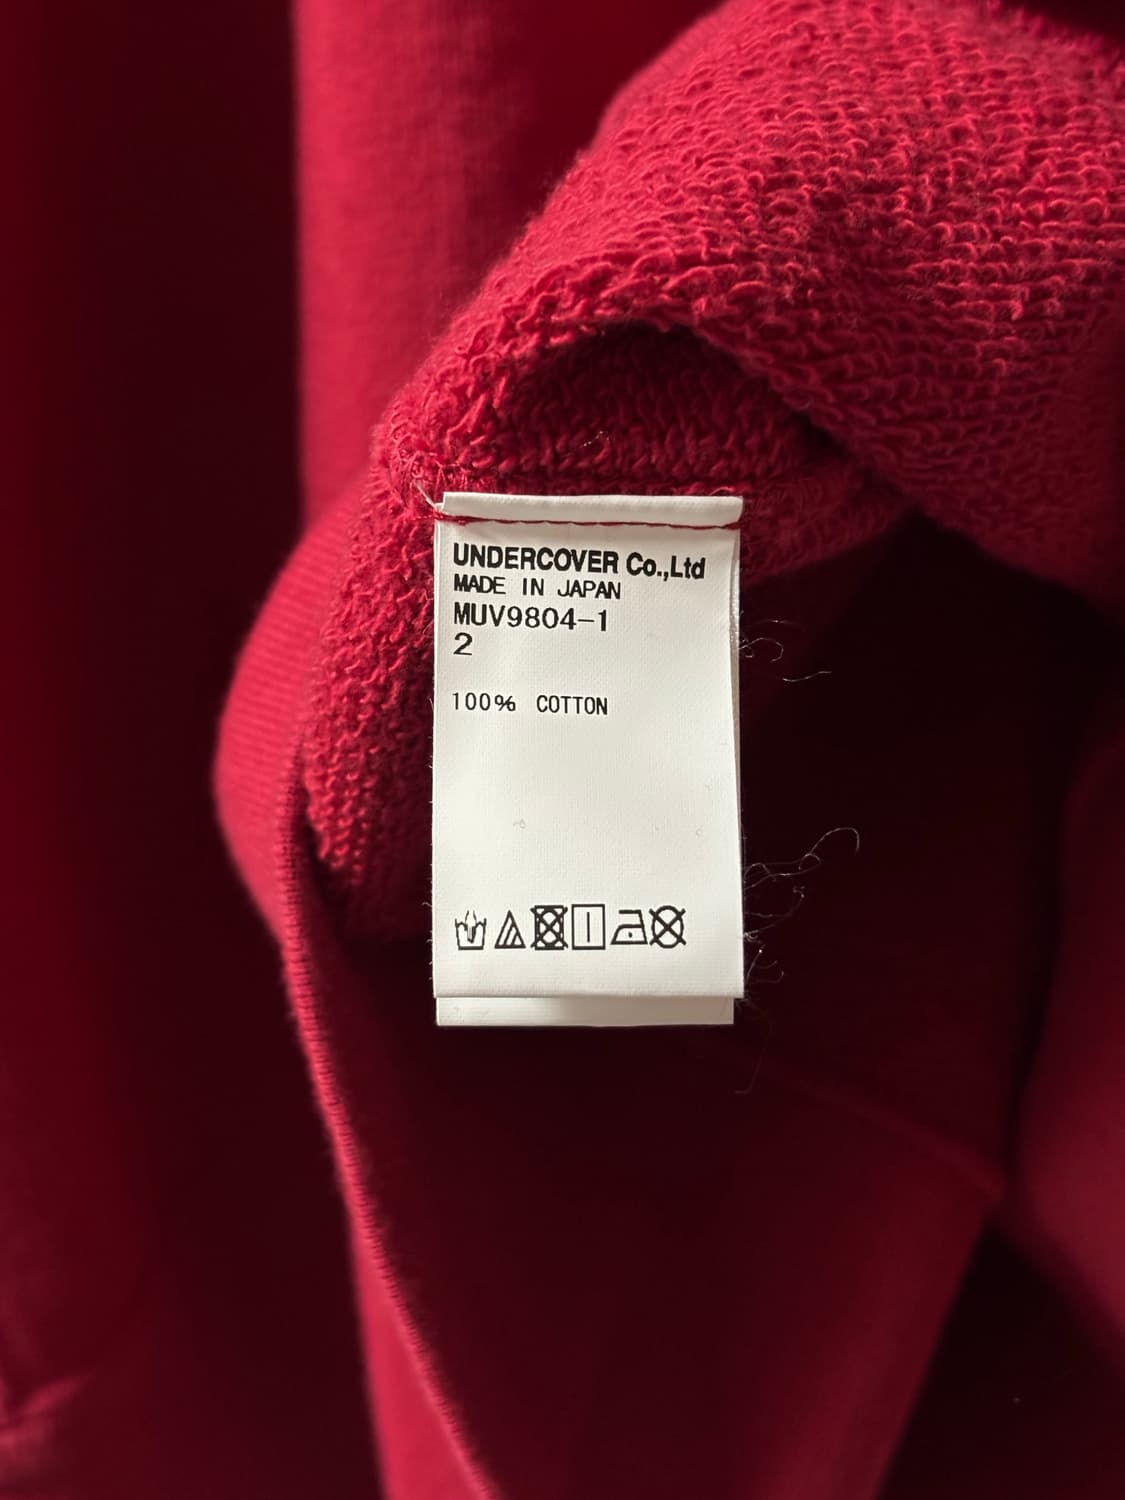 UNDERCOVER Co.,Ltd
MADE IN JAPAN
MUV9804-1
2
100% COTTON